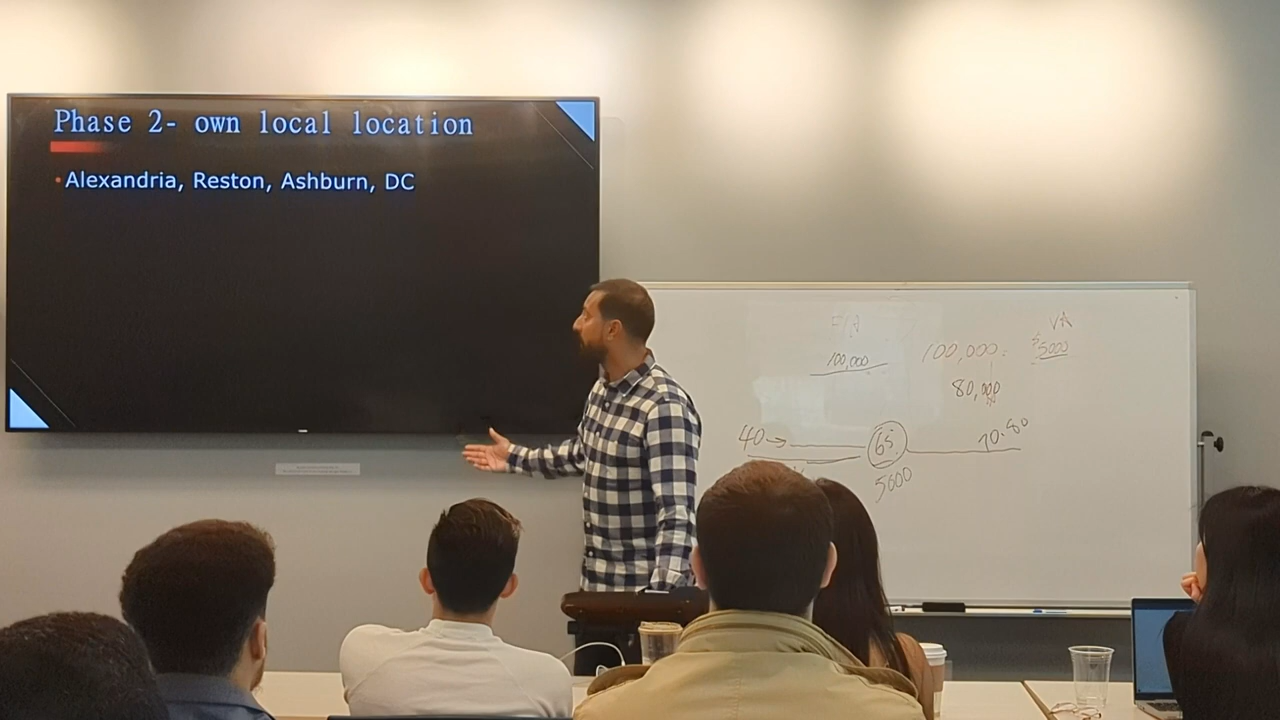 Phase 2- own local location
Alexandria, Reston, Ashburn, DC
VA
100,000
100,000:
$5000
80,000
40
65
70-80
5000